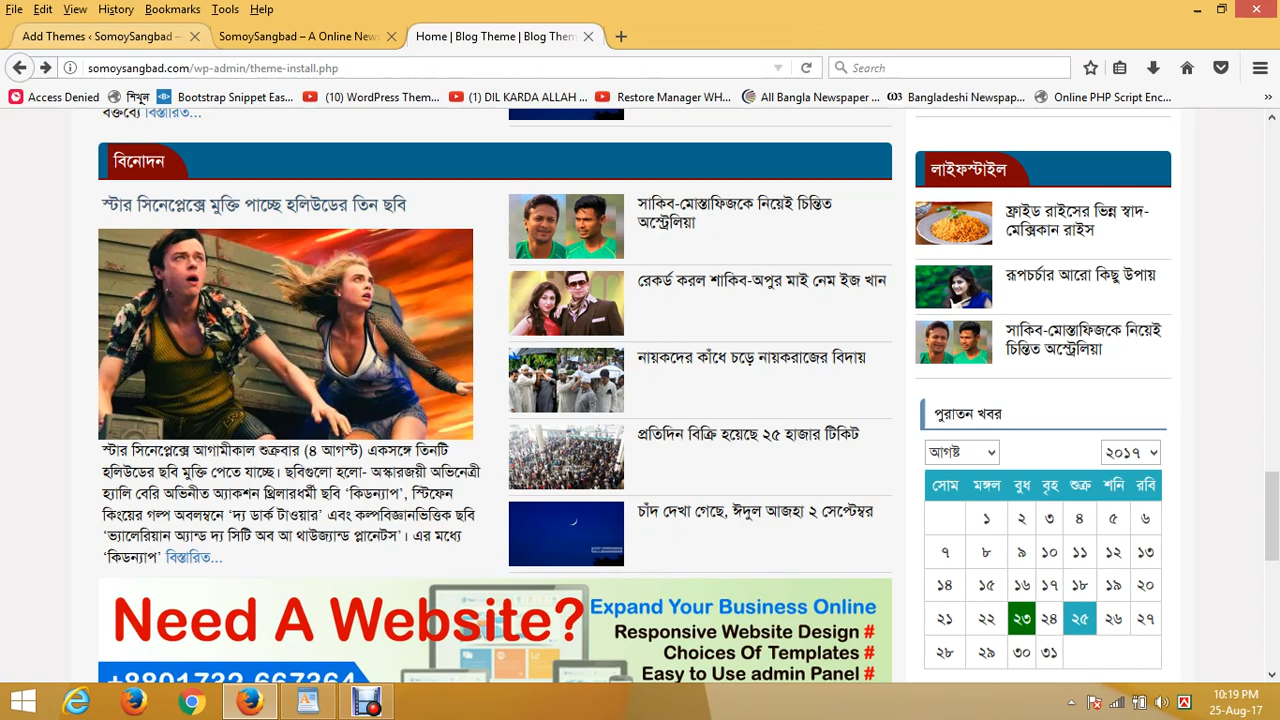 File Edit View History Bookmarks Tools Help
Add Themes ‹ SomoySangbad —
SomoySangbad – A Online News
Home | Blog Theme | Blog Them
somoysangbad.com/wp-admin/theme-install.php
Search
Access Denied
শিখুন
Bootstrap Snippet Eas...
(10) WordPress Them...
(1) DIL KARDA ALLAH ...
Restore Manager WH...
All Bangla Newspaper ...
Bangladeshi Newspap...
Online PHP Script Enc...
বক্তব্যে বিস্তারিত...
বিনোদন
স্টার সিনেপ্লেক্সে মুক্তি পাচ্ছে হলিউডের তিন ছবি
স্টার সিনেপ্লেক্সে আগামীকাল শুক্রবার (৪ আগস্ট) একসঙ্গে তিনটি
হলিউডের ছবি মুক্তি পেতে যাচ্ছে। ছবিগুলো হলো- অস্কারজয়ী অভিনেত্রী
হ্যালি বেরি অভিনীত অ্যাকশন থ্রিলারধর্মী ছবি ‘কিডন্যাপ’, স্টিফেন
কিংয়ের গল্প অবলম্বনে ‘দ্য ডার্ক টাওয়ার’ এবং কল্পবিজ্ঞানভিত্তিক ছবি
‘ভ্যালেরিয়ান অ্যান্ড দ্য সিটি অব আ থাউজ্যান্ড প্লানেটস’। এর মধ্যে
‘কিডন্যাপ’ বিস্তারিত...
সাকিব-মোস্তাফিজকে নিয়েই চিন্তিত
অস্ট্রেলিয়া
রেকর্ড করল শাকিব-অপুর মাই নেম ইজ খান
নায়কদের কাঁধে চড়ে নায়করাজের বিদায়
প্রতিদিন বিক্রি হয়েছে ২৫ হাজার টিকিট
চাঁদ দেখা গেছে, ঈদুল আজহা ২ সেপ্টেম্বর
Need A Website?
+8801732 667364
Expand Your Business Online
Responsive Website Design #
Choices Of Templates #
Easy to Use admin Panel #
লাইফস্টাইল
ফ্রাইড রাইসের ভিন্ন স্বাদ-
মেক্সিকান রাইস
রূপচর্চার আরো কিছু উপায়
সাকিব-মোস্তাফিজকে নিয়েই
চিন্তিত অস্ট্রেলিয়া
পুরাতন খবর
আগষ্ট ২০১৭
সোম মঙ্গল বুধ বৃহ শুক্র শনি রবি
১ ২ ৩ ৪ ৫ ৬
৭ ৮ ৯ ১০ ১১ ১২ ১৩
১৪ ১৫ ১৬ ১৭ ১৮ ১৯ ২০
২১ ২২ ২৩ ২৪ ২৫ ২৬ ২৭
২৮ ২৯ ৩০ ৩১
10:19 PM
25-Aug-17